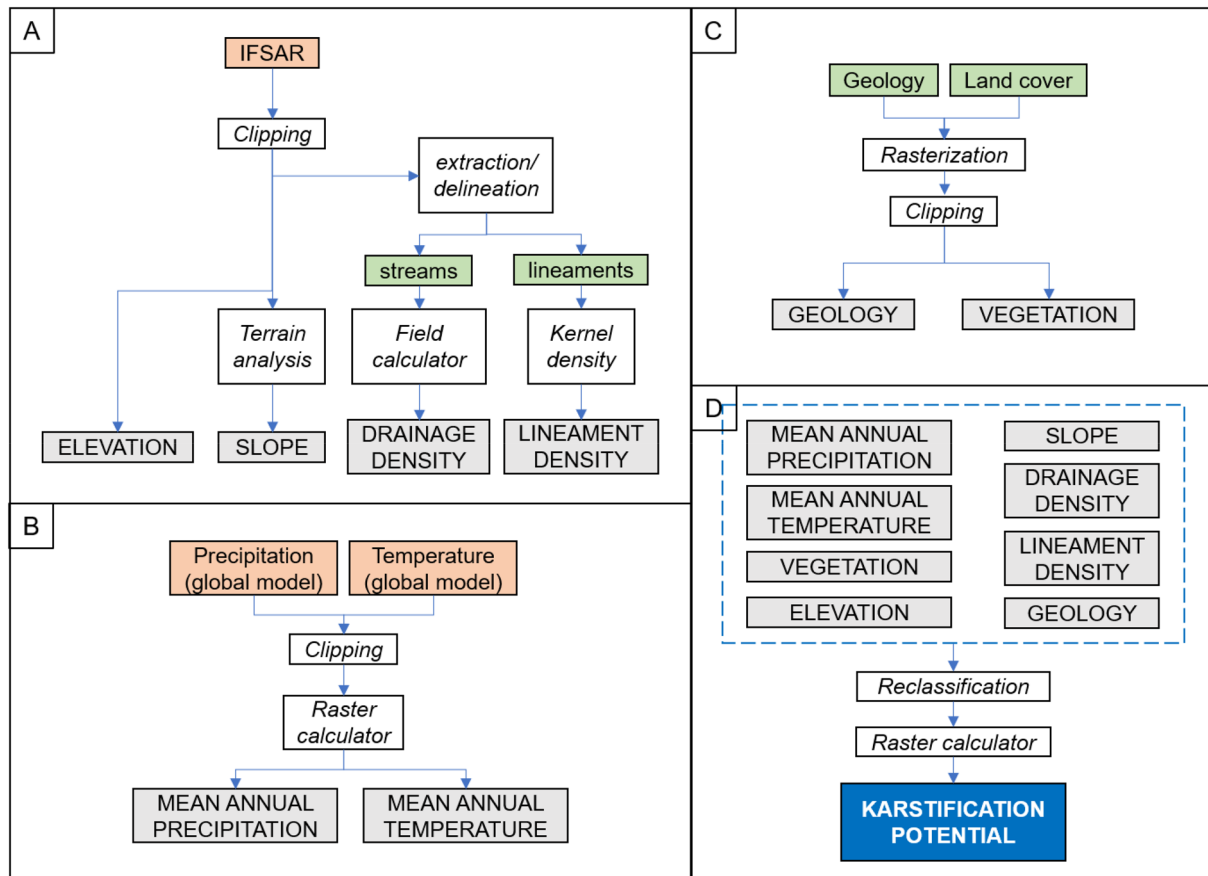 A
IFSAR
Clipping
extraction/
delineation
streams
lineaments
Terrain
analysis
Field
calculator
Kernel
density
ELEVATION
SLOPE
DRAINAGE
DENSITY
LINEAMENT
DENSITY
B
Precipitation
(global model)
Temperature
(global model)
Clipping
Raster
calculator
MEAN ANNUAL
PRECIPITATION
MEAN ANNUAL
TEMPERATURE
C
Geology
Land cover
Rasterization
Clipping
GEOLOGY
VEGETATION
D
MEAN ANNUAL
PRECIPITATION
MEAN ANNUAL
TEMPERATURE
VEGETATION
ELEVATION
SLOPE
DRAINAGE
DENSITY
LINEAMENT
DENSITY
GEOLOGY
Reclassification
Raster calculator
KARSTIFICATION
POTENTIAL